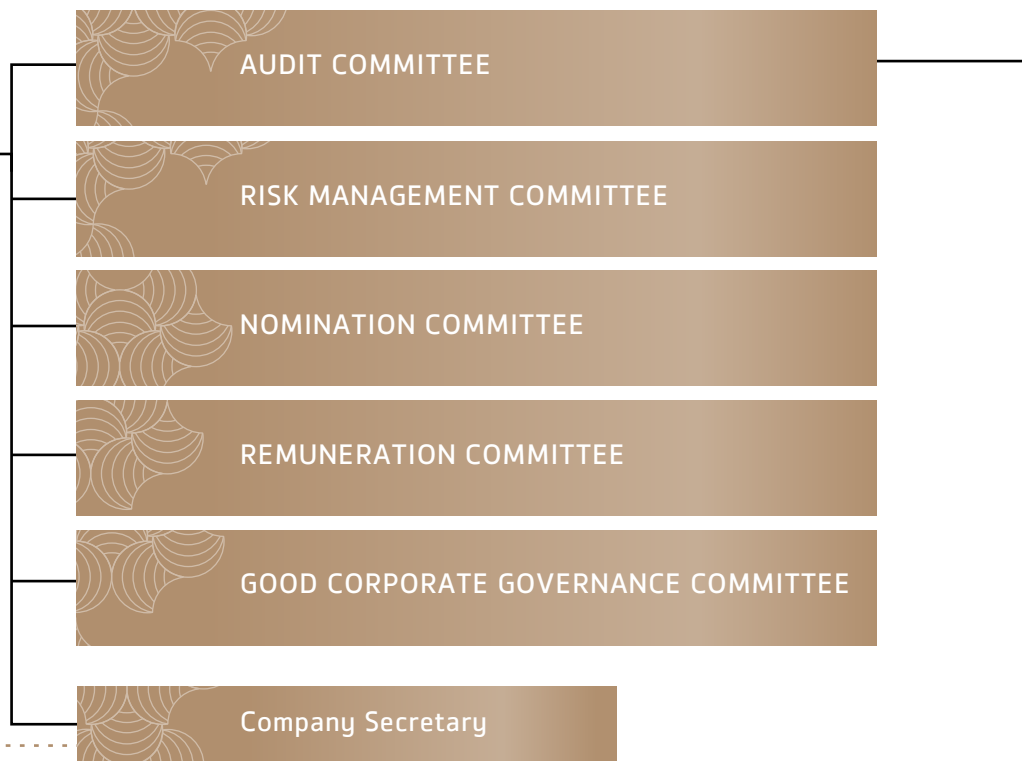 AUDIT COMMITTEE
RISK MANAGEMENT COMMITTEE
NOMINATION COMMITTEE
REMUNERATION COMMITTEE
GOOD CORPORATE GOVERNANCE COMMITTEE
Company Secretary